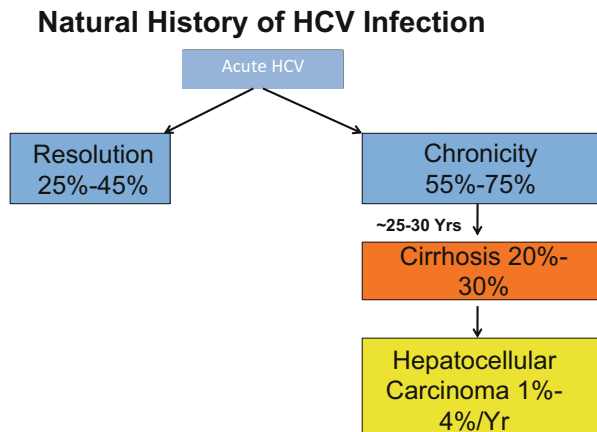 Natural History of HCV Infection
Acute HCV
Resolution
25%-45%
Chronicity
55%-75%
~25-30 Yrs
Cirrhosis 20%-
30%
Hepatocellular
Carcinoma 1%-
4%/Yr